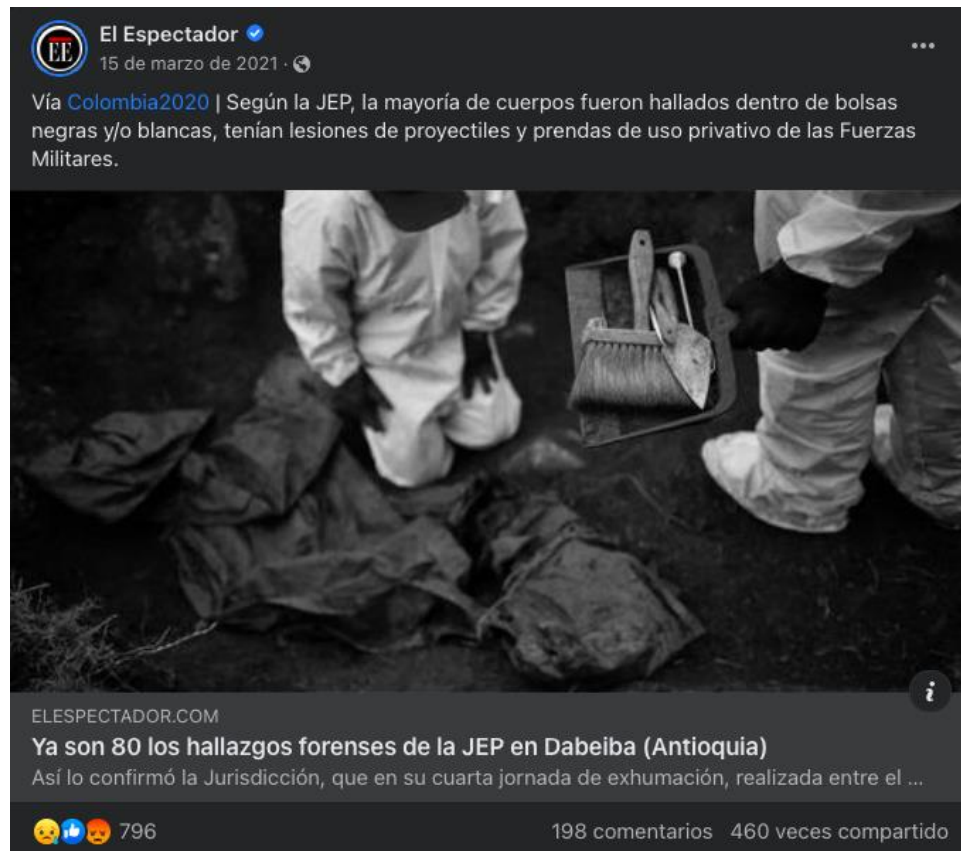 EE
El Espectador
15 de marzo de 2021 ·
Vía Colombia2020 | Según la JEP, la mayoría de cuerpos fueron hallados dentro de bolsas
negras y/o blancas, tenían lesiones de proyectiles y prendas de uso privativo de las Fuerzas
Militares.
i
ELESPECTADOR.COM
Ya son 80 los hallazgos forenses de la JEP en Dabeiba (Antioquia)
Así lo confirmó la Jurisdicción, que en su cuarta jornada de exhumación, realizada entre el ...
796 198 comentarios 460 veces compartido